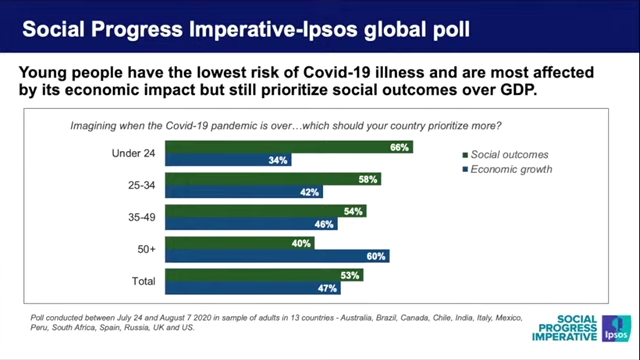 Social Progress Imperative-Ipsos global poll
Young people have the lowest risk of Covid-19 illness and are most affected
by its economic impact but still prioritize social outcomes over GDP.
Imagining when the Covid-19 pandemic is over…which should your country prioritize more?
Under 24
66%
34%
25-34
58%
42%
35-49
54%
46%
50+
40%
60%
Total
53%
47%
Social outcomes
Economic growth
Poll conducted between July 24 and August 7 2020 in sample of adults in 13 countries - Australia, Brazil, Canada, Chile, India, Italy, Mexico,
Peru, South Africa, Spain, Russia, UK and US.
SOCIAL
PROGRESS
IMPERATIVE
Ipsos